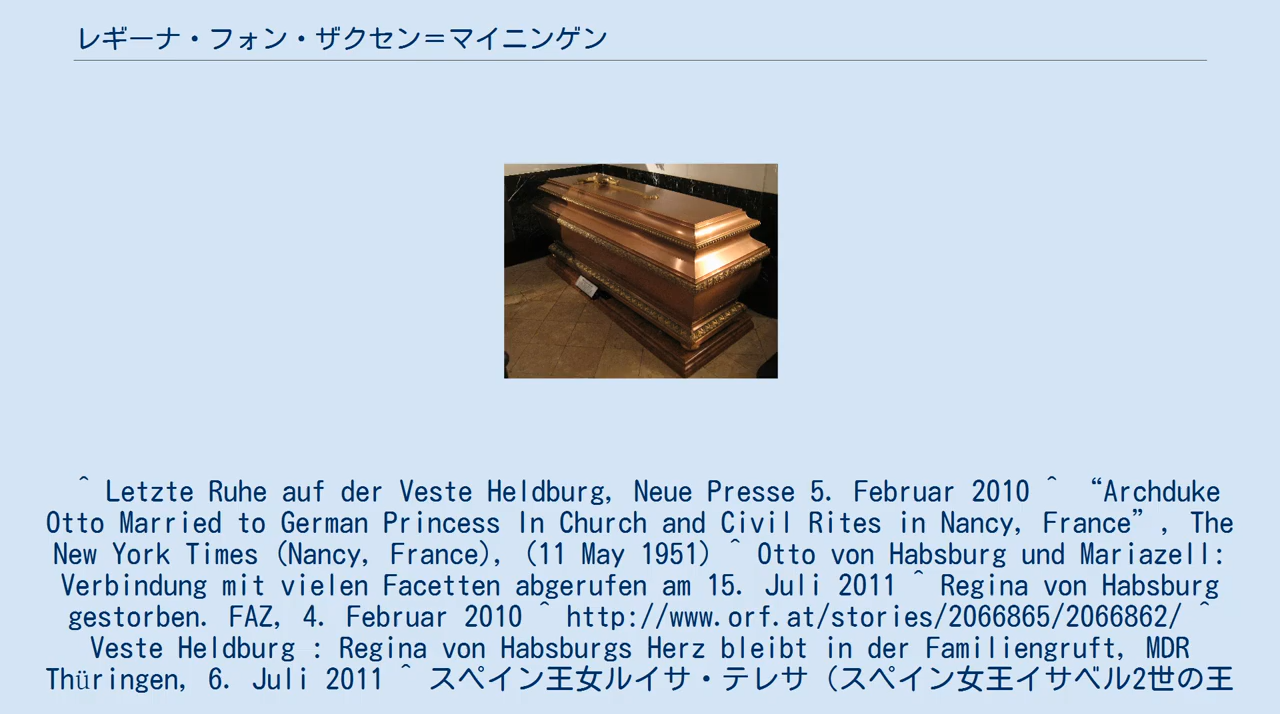 レギーナ・フォン・ザクセン＝マイニンゲン
^ Letzte Ruhe auf der Veste Heldburg, Neue Presse 5. Februar 2010 ^ “Archduke
Otto Married to German Princess In Church and Civil Rites in Nancy, France”, The
New York Times (Nancy, France), (11 May 1951) ^ Otto von Habsburg und Mariazell:
Verbindung mit vielen Facetten abgerufen am 15. Juli 2011 ^ Regina von Habsburg
gestorben. FAZ, 4. Februar 2010 ^ http://www.orf.at/stories/2066865/2066862/ ^
Veste Heldburg : Regina von Habsburgs Herz bleibt in der Familiengruft, MDR
Thüringen, 6. Juli 2011 ^ スペイン王女ルイサ・テレサ（スペイン女王イサベル2世の王